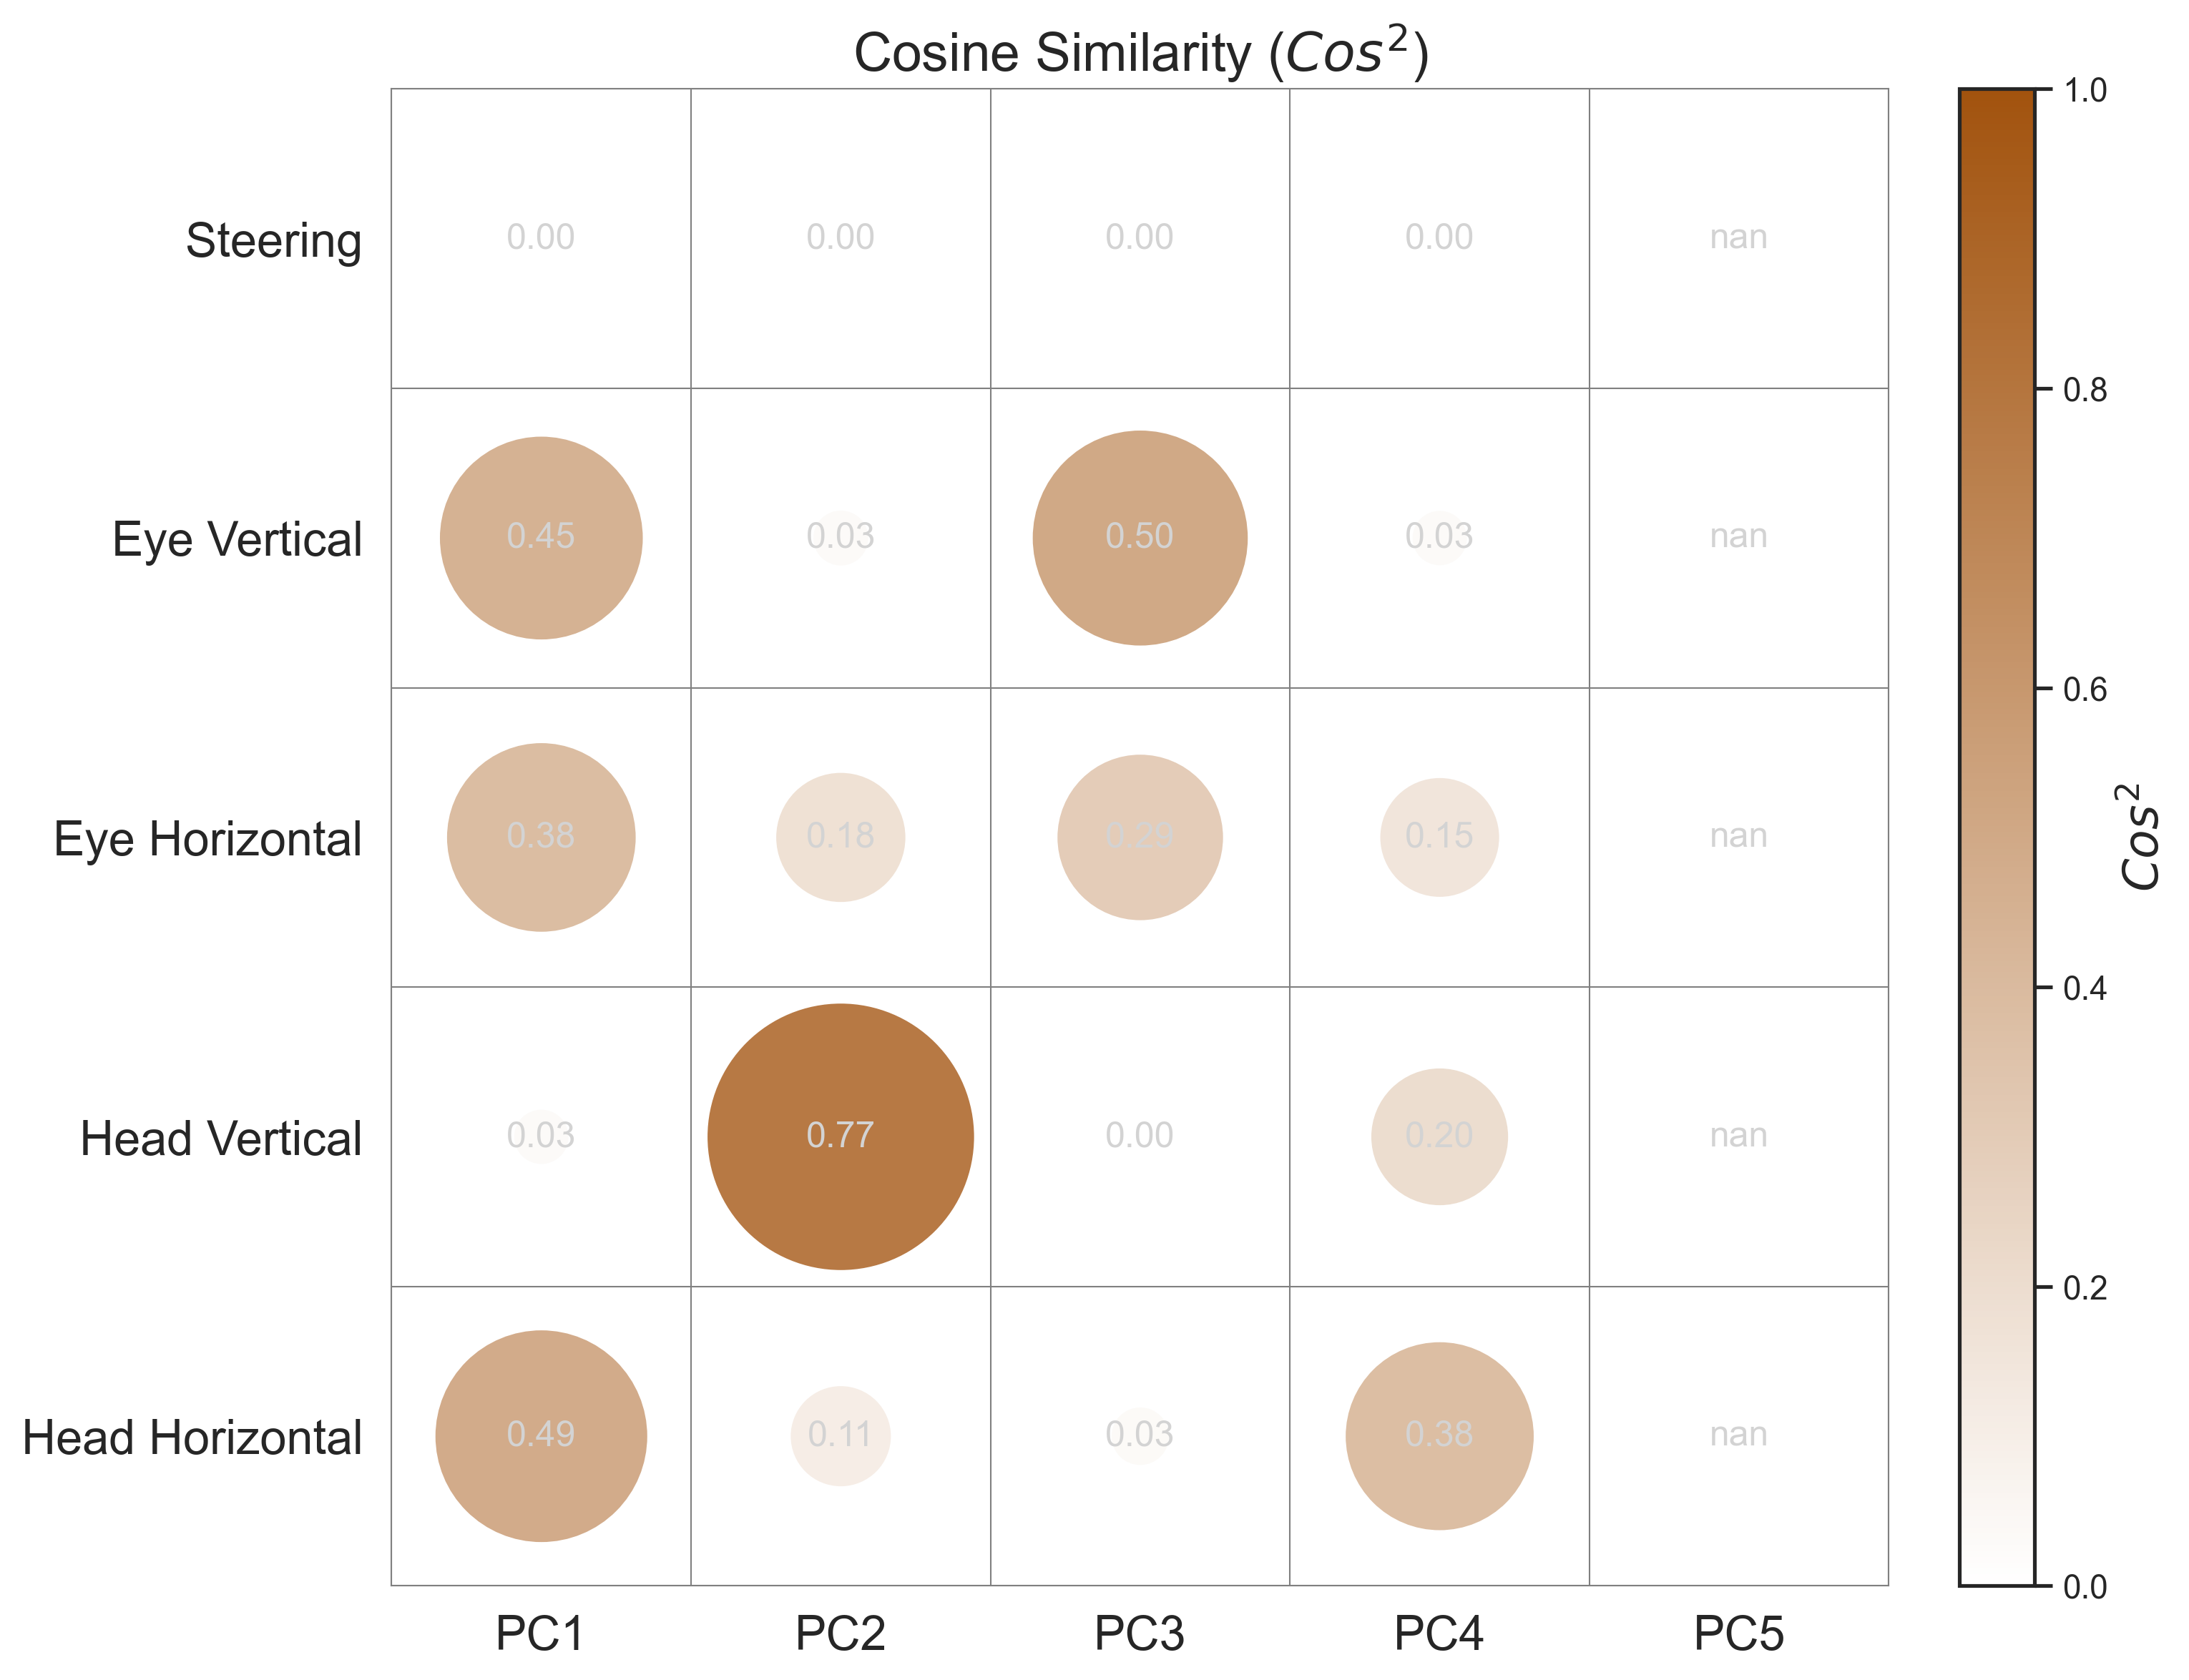 Cosine Similarity (Cos²)
Steering
0.00 0.00 0.00 0.00 nan
Eye Vertical
0.45 0.03 0.50 0.03 nan
Eye Horizontal
0.38 0.18 0.29 0.15 nan
Head Vertical
0.03 0.77 0.00 0.20 nan
Head Horizontal
0.49 0.11 0.03 0.38 nan
PC1 PC2 PC3 PC4 PC5
1.0
0.8
0.6
0.4
0.2
0.0
Cos²